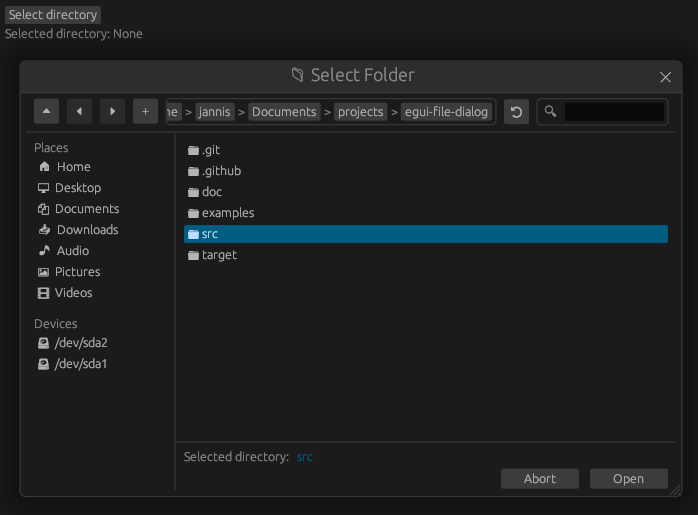 Select directory
Selected directory: None
Select Folder
+ ne > jannis > Documents > projects > egui-file-dialog
Places
Home
Desktop
Documents
Downloads
Audio
Pictures
Videos
Devices
/dev/sda2
/dev/sda1
.git
.github
doc
examples
src
target
Selected directory: src
Abort Open